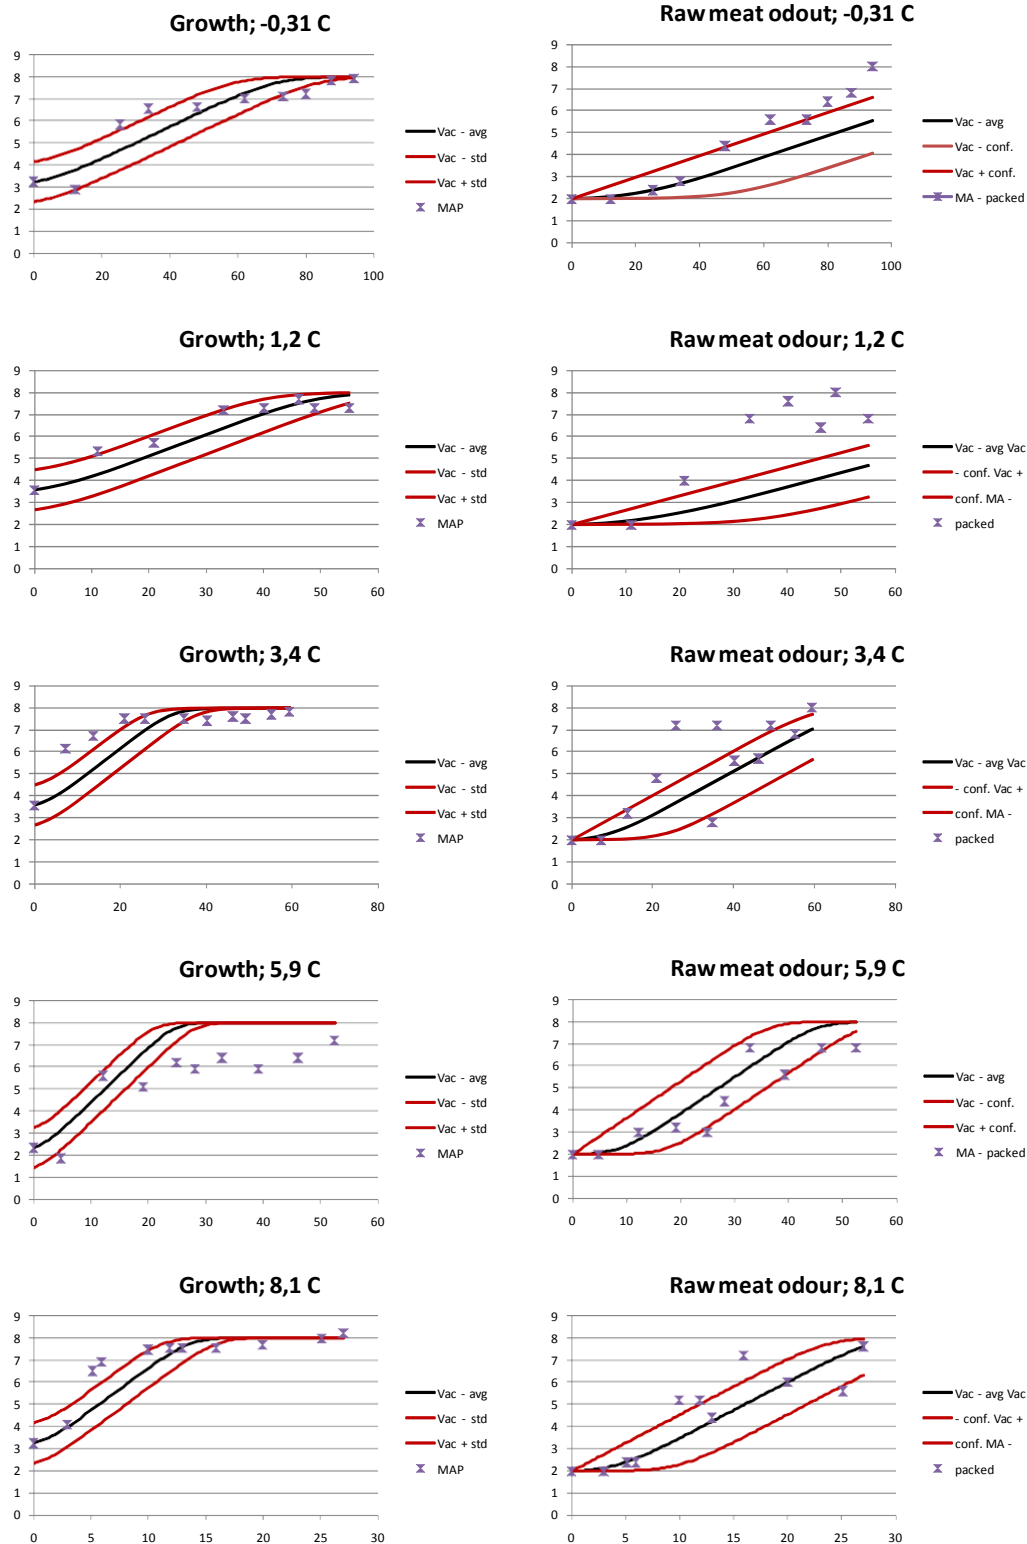 Growth; -0,31 C
9
8
7
6
5
4
3
2
1
0
0 20 40 60 80 100
Vac - avg
Vac - std
Vac + std
MAP
Raw meat odout; -0,31 C
9
8
7
6
5
4
3
2
1
0
0 20 40 60 80 100
Vac - avg
Vac - conf.
Vac + conf.
MA - packed
Growth; 1,2 C
9
8
7
6
5
4
3
2
1
0
0 10 20 30 40 50 60
Vac - avg
Vac - std
Vac + std
MAP
Raw meat odour; 1,2 C
9
8
7
6
5
4
3
2
1
0
0 10 20 30 40 50 60
Vac - avg Vac
- conf. Vac +
conf. MA -
packed
Growth; 3,4 C
9
8
7
6
5
4
3
2
1
0
0 20 40 60 80
Vac - avg
Vac - std
Vac + std
MAP
Raw meat odour; 3,4 C
9
8
7
6
5
4
3
2
1
0
0 20 40 60 80
Vac - avg Vac
- conf. Vac +
conf. MA -
packed
Growth; 5,9 C
9
8
7
6
5
4
3
2
1
0
0 10 20 30 40 50 60
Vac - avg
Vac - std
Vac + std
MAP
Raw meat odour; 5,9 C
9
8
7
6
5
4
3
2
1
0
0 10 20 30 40 50 60
Vac - avg
Vac - conf.
Vac + conf.
MA - packed
Growth; 8,1 C
9
8
7
6
5
4
3
2
1
0
0 5 10 15 20 25 30
Vac - avg
Vac - std
Vac + std
MAP
Raw meat odour; 8,1 C
9
8
7
6
5
4
3
2
1
0
0 5 10 15 20 25 30
Vac - avg Vac
- conf. Vac +
conf. MA -
packed